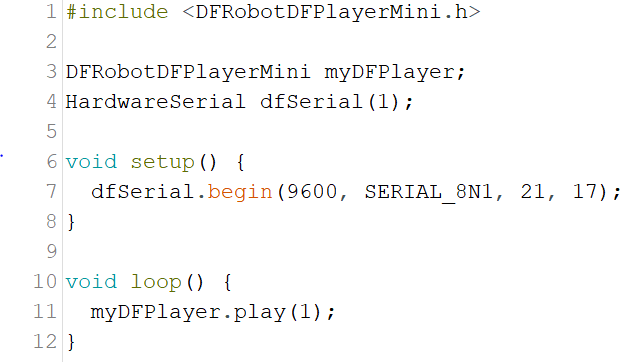 1 #include <DFRobotDFPlayerMini.h>
2
3 DFRobotDFPlayerMini myDFPlayer;
4 HardwareSerial dfSerial(1);
5
6 void setup() {
7   dfSerial.begin(9600, SERIAL_8N1, 21, 17);
8 }
9
10 void loop() {
11   myDFPlayer.play(1);
12 }